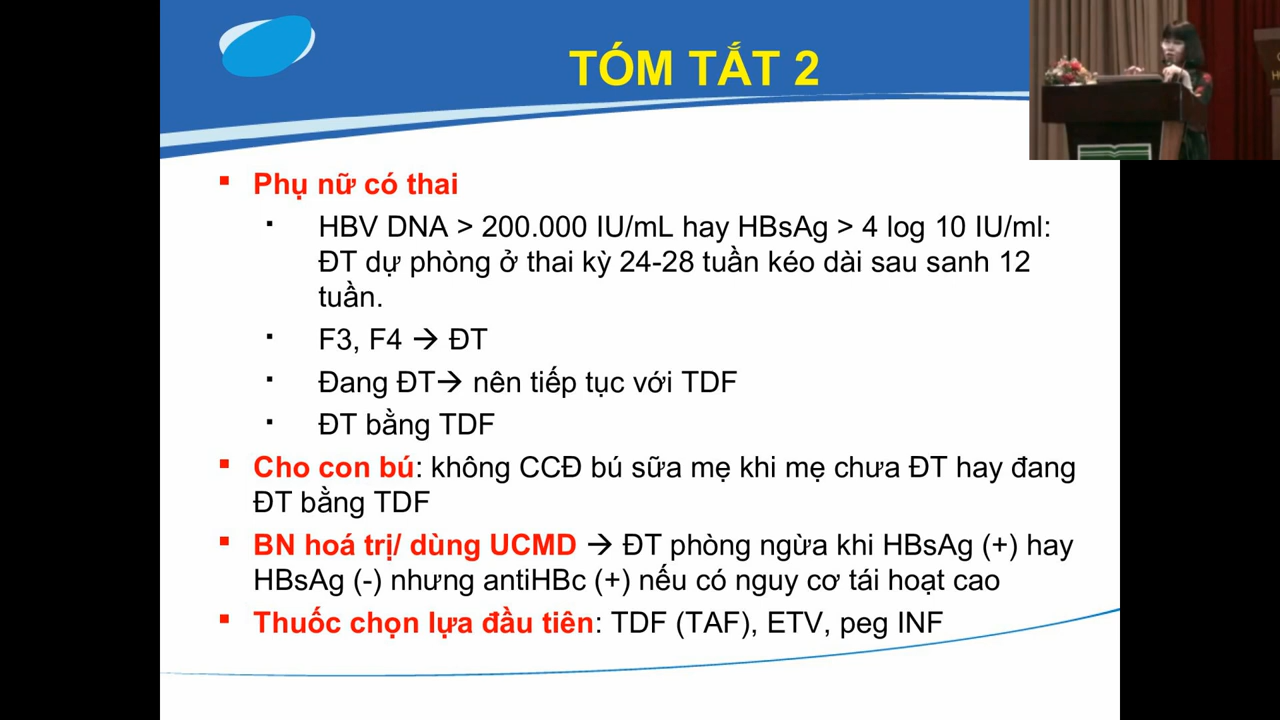 TÓM TẮT 2
▪ Phụ nữ có thai
▪ HBV DNA > 200.000 IU/mL hay HBsAg > 4 log 10 IU/ml:
ĐT dự phòng ở thai kỳ 24-28 tuần kéo dài sau sanh 12
tuần.
▪ F3, F4 → ĐT
▪ Đang ĐT→ nên tiếp tục với TDF
▪ ĐT bằng TDF
▪ Cho con bú: không CCĐ bú sữa mẹ khi mẹ chưa ĐT hay đang
ĐT bằng TDF
▪ BN hoá trị/ dùng UCMD → ĐT phòng ngừa khi HBsAg (+) hay
HBsAg (-) nhưng antiHBc (+) nếu có nguy cơ tái hoạt cao
▪ Thuốc chọn lựa đầu tiên: TDF (TAF), ETV, peg INF